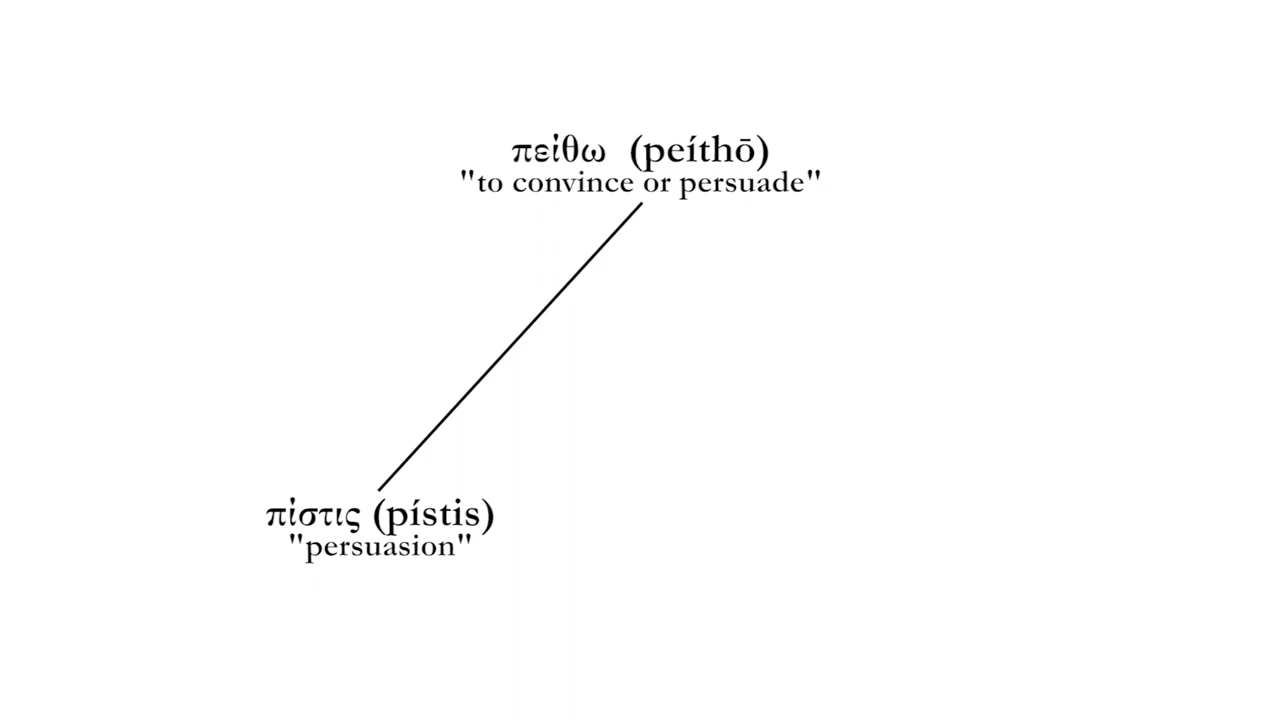 πείθω (peíthō)
"to convince or persuade"
πίστις (pístis)
"persuasion"